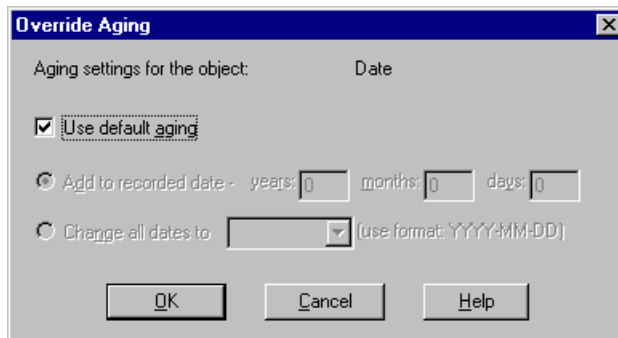 Override Aging
Aging settings for the object: Date
Use default aging
Add to recorded date - years: 0 months: 0 days: 0
Change all dates to (use format: YYYY-MM-DD)
OK Cancel Help